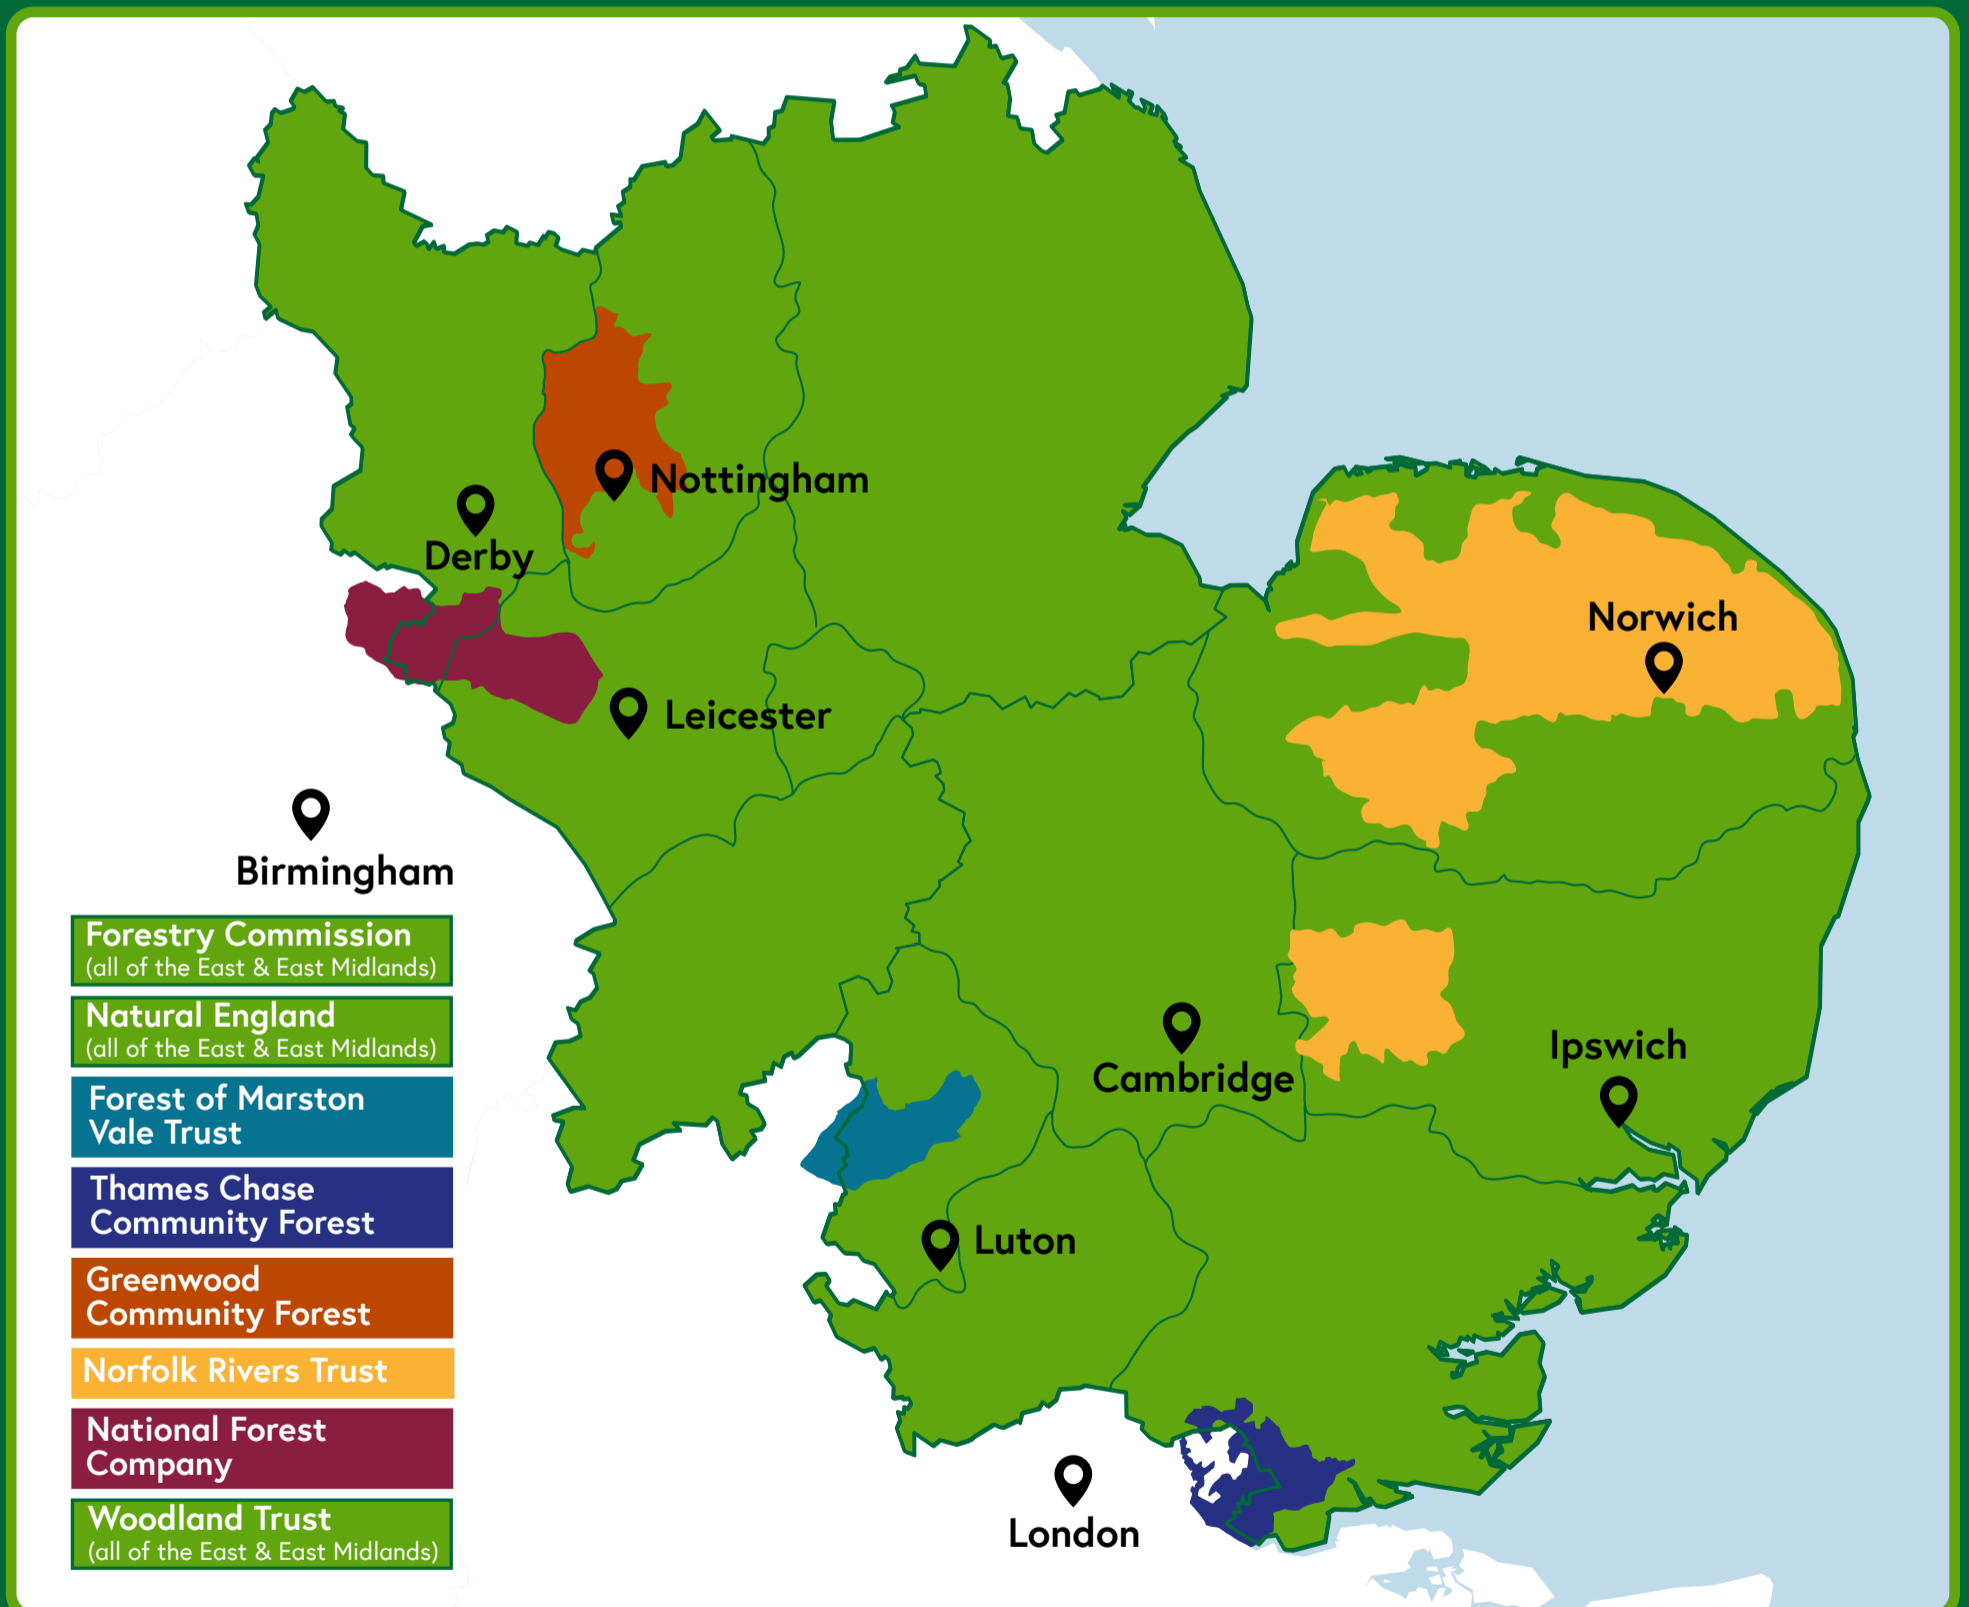 Nottingham
Derby
Norwich
Leicester
Birmingham
Forestry Commission
(all of the East & East Midlands)
Natural England
(all of the East & East Midlands)
Ipswich
Cambridge
Forest of Marston
Vale Trust
Thames Chase
Community Forest
Luton
Greenwood
Community Forest
Norfolk Rivers Trust
National Forest
Company
Woodland Trust
(all of the East & East Midlands)
London